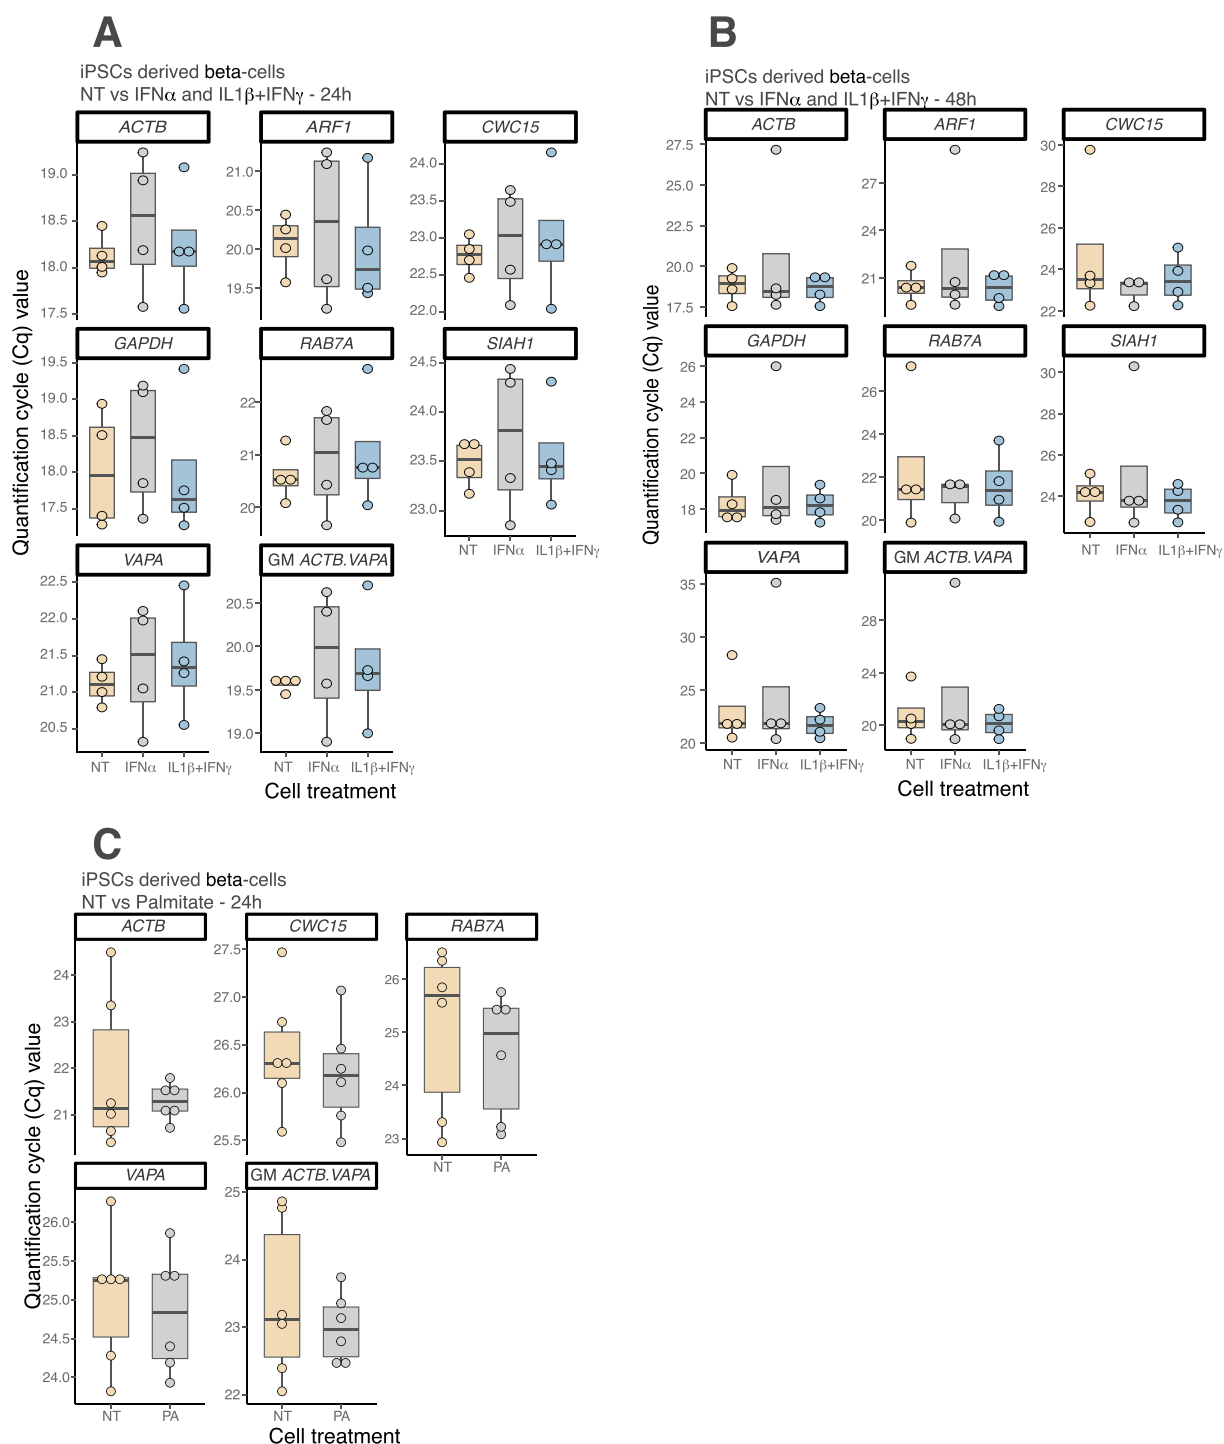 A
iPSCs derived beta-cells
NT vs IFNα and IL1β+IFNγ - 24h
Quantification cycle (Cq) value
ACTB
19.0
18.5
18.0
17.5
ARF1
21.0
20.5
20.0
19.5
CWC15
24.0
23.5
23.0
22.5
22.0
GAPDH
19.5
19.0
18.5
18.0
17.5
RAB7A
22
21
20
SIAH1
24.5
24.0
23.5
23.0
NT IFNα IL1β+IFNγ
VAPA
22.5
22.0
21.5
21.0
20.5
NT IFNα IL1β+IFNγ
GM ACTB.VAPA
20.5
20.0
19.5
19.0
NT IFNα IL1β+IFNγ
Cell treatment
B
iPSCs derived beta-cells
NT vs IFNα and IL1β+IFNγ - 48h
Quantification cycle (Cq) value
ACTB
27.5
25.0
22.5
20.0
17.5
ARF1
27
24
21
CWC15
30
28
26
24
22
GAPDH
26
24
22
20
18
RAB7A
26
24
22
20
SIAH1
30
28
26
24
NT IFNα IL1β+IFNγ
VAPA
35
30
25
20
NT IFNα IL1β+IFNγ
GM ACTB.VAPA
28
24
20
NT IFNα IL1β+IFNγ
Cell treatment
C
iPSCs derived beta-cells
NT vs Palmitate - 24h
Quantification cycle (Cq) value
ACTB
24
23
22
21
CWC15
27.5
27.0
26.5
26.0
25.5
RAB7A
26
25
24
23
NT PA
VAPA
26.0
25.5
25.0
24.5
24.0
NT PA
GM ACTB.VAPA
25
24
23
22
NT PA
Cell treatment